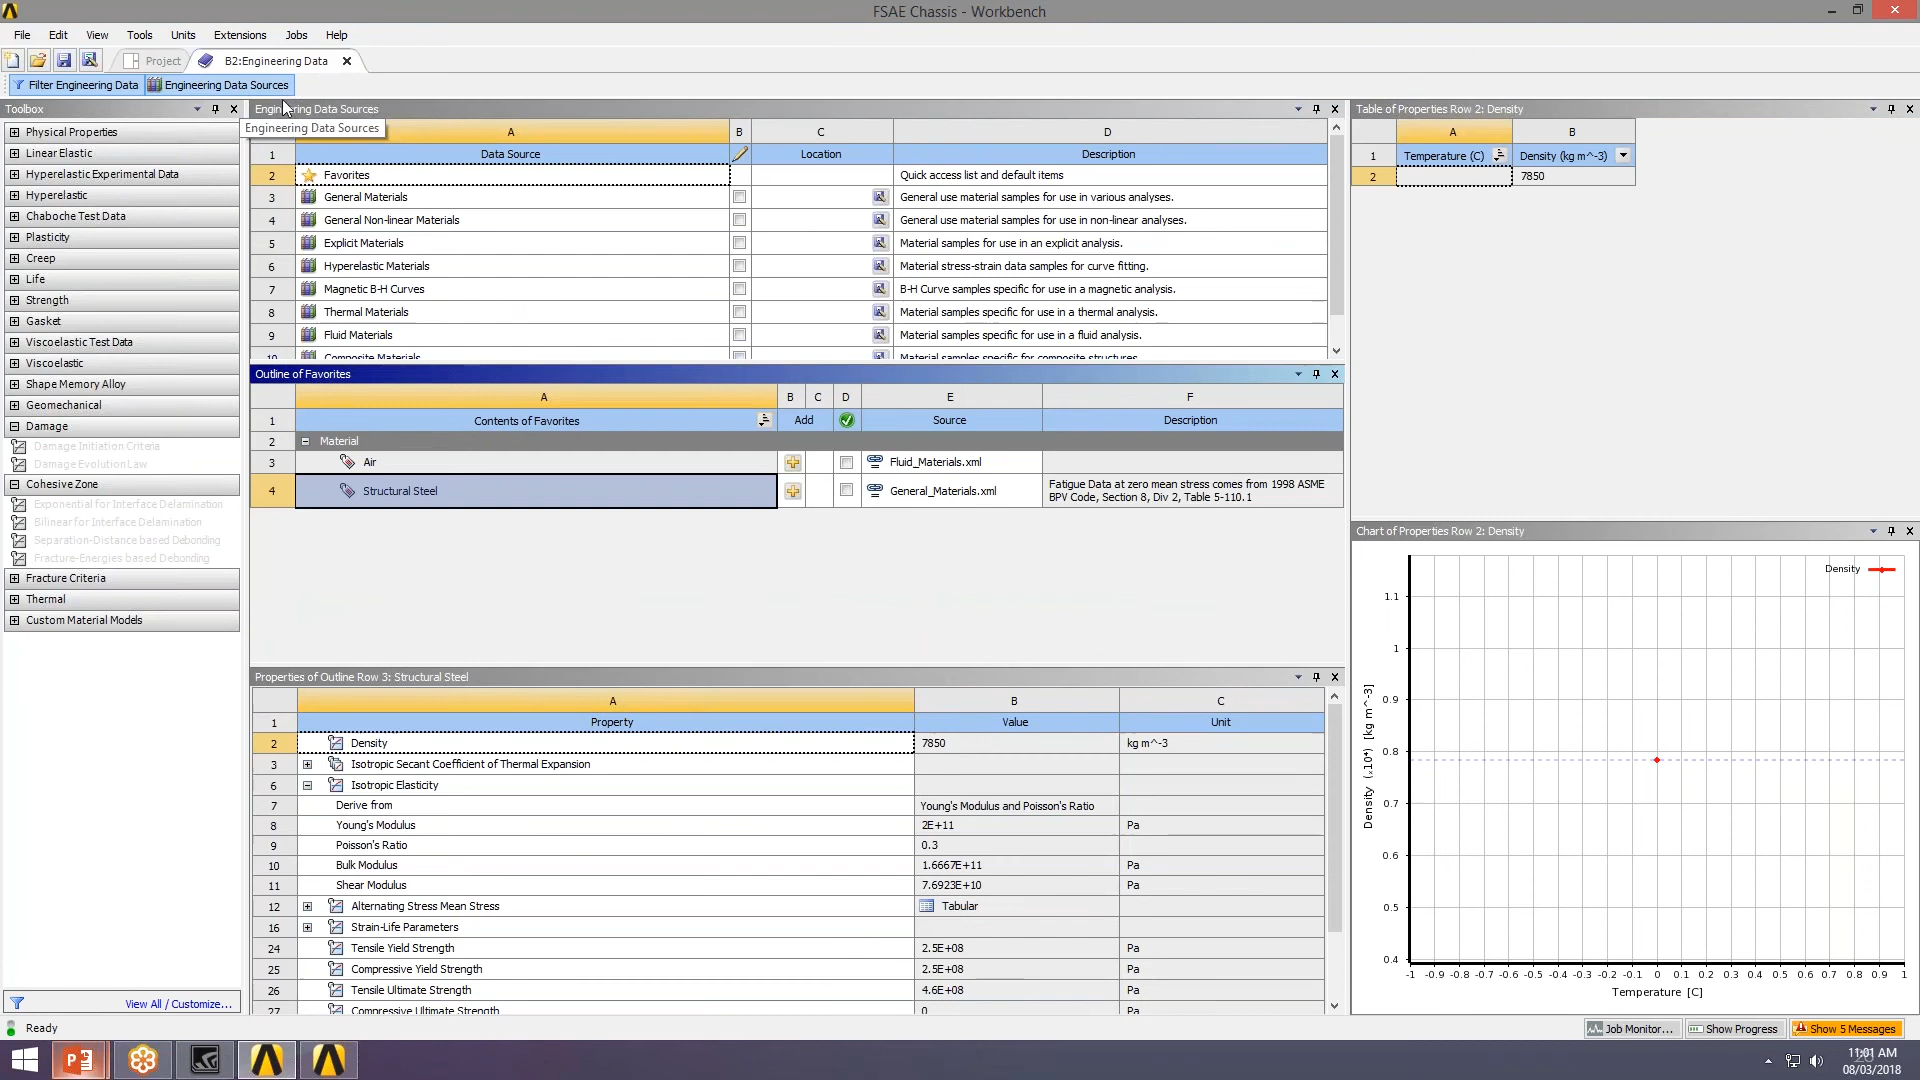 FSAE Chassis - Workbench
File Edit View Tools Units Extensions Jobs Help
Project B2:Engineering Data
Filter Engineering Data Engineering Data Sources
Toolbox
Physical Properties
Linear Elastic
Hyperelastic Experimental Data
Hyperelastic
Chaboche Test Data
Plasticity
Creep
Life
Strength
Gasket
Viscoelastic Test Data
Viscoelastic
Shape Memory Alloy
Geomechanical
Damage
Damage Initiation Criteria
Damage Evolution Law
Cohesive Zone
Exponential for Interface Delamination
Bilinear for Interface Delamination
Separation-Distance based Debonding
Fracture-Energies based Debonding
Fracture Criteria
Thermal
Custom Material Models
View All / Customize...
Engineering Data Sources
Engineering Data Sources
A B C D
1 Data Source Location Description
2 Favorites Quick access list and default items
3 General Materials General use material samples for use in various analyses.
4 General Non-linear Materials General use material samples for use in non-linear analyses.
5 Explicit Materials Material samples for use in an explicit analysis.
6 Hyperelastic Materials Material stress-strain data samples for curve fitting.
7 Magnetic B-H Curves B-H Curve samples specific for use in a magnetic analysis.
8 Thermal Materials Material samples specific for use in a thermal analysis.
9 Fluid Materials Material samples specific for use in a fluid analysis.
10 Composite Materials Material samples specific for composite structures.
Outline of Favorites
A B C D E F
1 Contents of Favorites Add Source Description
2 Material
3 Air Fluid_Materials.xml
4 Structural Steel General_Materials.xml Fatigue Data at zero mean stress comes from 1998 ASME
BPV Code, Section 8, Div 2, Table 5-110.1
Properties of Outline Row 3: Structural Steel
A B C
1 Property Value Unit
2 Density 7850 kg m^-3
3 Isotropic Secant Coefficient of Thermal Expansion
6 Isotropic Elasticity
7 Derive from Young's Modulus and Poisson's Ratio
8 Young's Modulus 2E+11 Pa
9 Poisson's Ratio 0.3
10 Bulk Modulus 1.6667E+11 Pa
11 Shear Modulus 7.6923E+10 Pa
12 Alternating Stress Mean Stress Tabular
16 Strain-Life Parameters
24 Tensile Yield Strength 2.5E+08 Pa
25 Compressive Yield Strength 2.5E+08 Pa
26 Tensile Ultimate Strength 4.6E+08 Pa
27 Compressive Ultimate Strength 0 Pa
Table of Properties Row 2: Density
A B
1 Temperature (C) Density (kg m^-3)
2 7850
Chart of Properties Row 2: Density
Density
1.1
1
0.9
0.8
0.7
0.6
0.5
0.4
Density (x10⁴) [kg m^-3]
-1 -0.9 -0.8 -0.7 -0.6 -0.5 -0.4 -0.3 -0.2 -0.1 0 0.1 0.2 0.3 0.4 0.5 0.6 0.7 0.8 0.9 1
Temperature [C]
Ready
Job Monitor... Show Progress Show 5 Messages
11:01 AM
08/03/2018